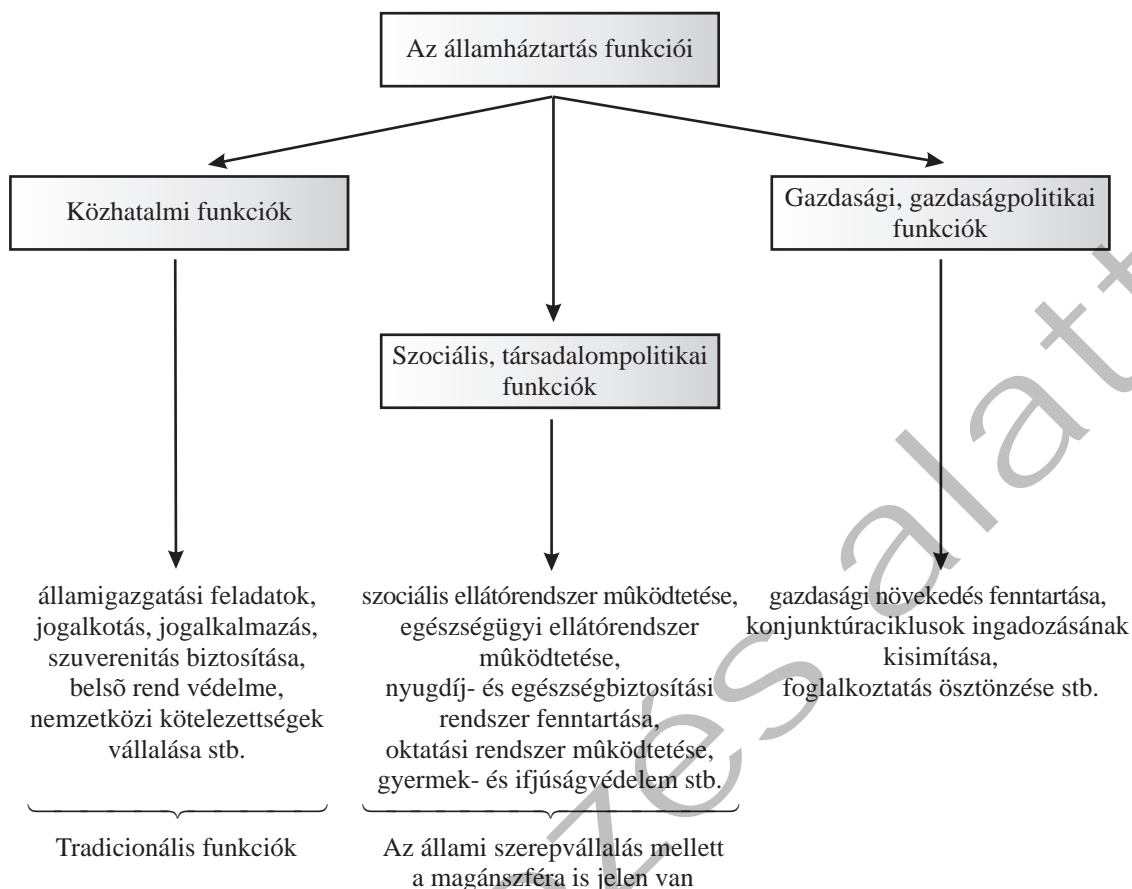 Az államháztartás funkciói
Közhatalmi funkciók
Gazdasági, gazdaságpolitikai
funkciók
Szociális, társadalompolitikai
funkciók
államigazgatási feladatok,
jogalkotás, jogalkalmazás,
szuverenitás biztosítása,
belsõ rend védelme,
nemzetközi kötelezettségek
vállalása stb.
szociális ellátórendszer mûködtetése,
egészségügyi ellátórendszer
mûködtetése,
nyugdíj- és egészségbiztosítási
rendszer fenntartása,
oktatási rendszer mûködtetése,
gyermek- és ifjúságvédelem stb.
gazdasági növekedés fenntartása,
konjunktúraciklusok ingadozásának
kisimítása,
foglalkoztatás ösztönzése stb.
Tradicionális funkciók
Az állami szerepvállalás mellett
a magánszféra is jelen van
zés alatt